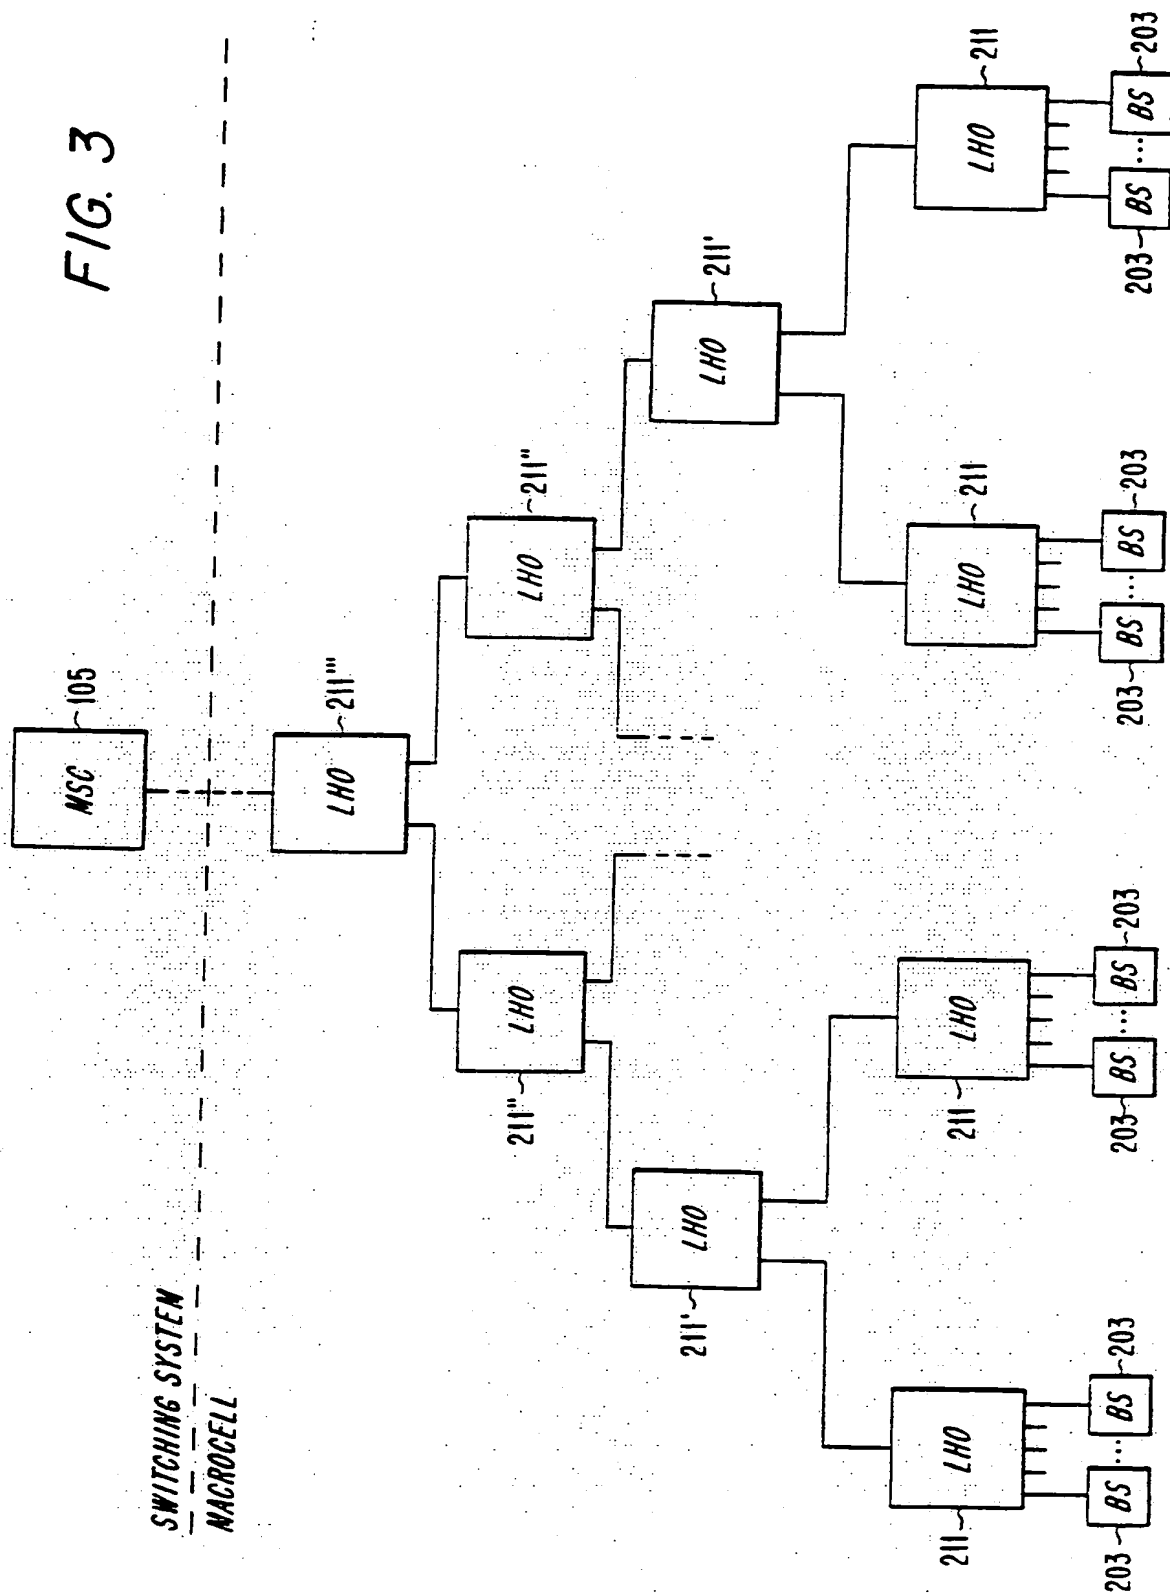 FIG. 3
SWITCHING SYSTEM
MACROCELL
MSC
105
LHO
211'''
LHO
211''
LHO
211''
LHO
211'
LHO
211'
LHO
211
LHO
211
LHO
211
LHO
211
BS ... BS
203 203
BS ... BS
203 203
BS ... BS
203 203
BS ... BS
203 203